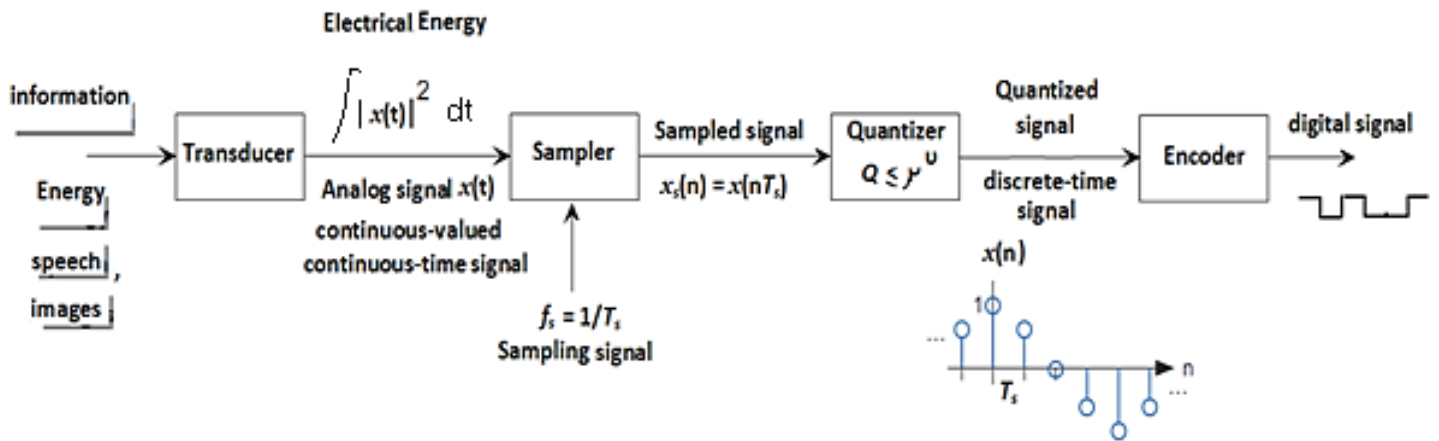 Electrical Energy
information
∫ |x(t)|² dt
Transducer
Sampler
Sampled signal
Quantizer
Q ≤
Quantized
signal
Encoder
digital signal
Energy
Analog signal x(t)
continuous-valued
continuous-time signal
xₛ(n) = x(nTₛ)
discrete-time
signal
speech ,
images
fₛ = 1/Tₛ
Sampling signal
x(n)
1
...
n
Tₛ
...